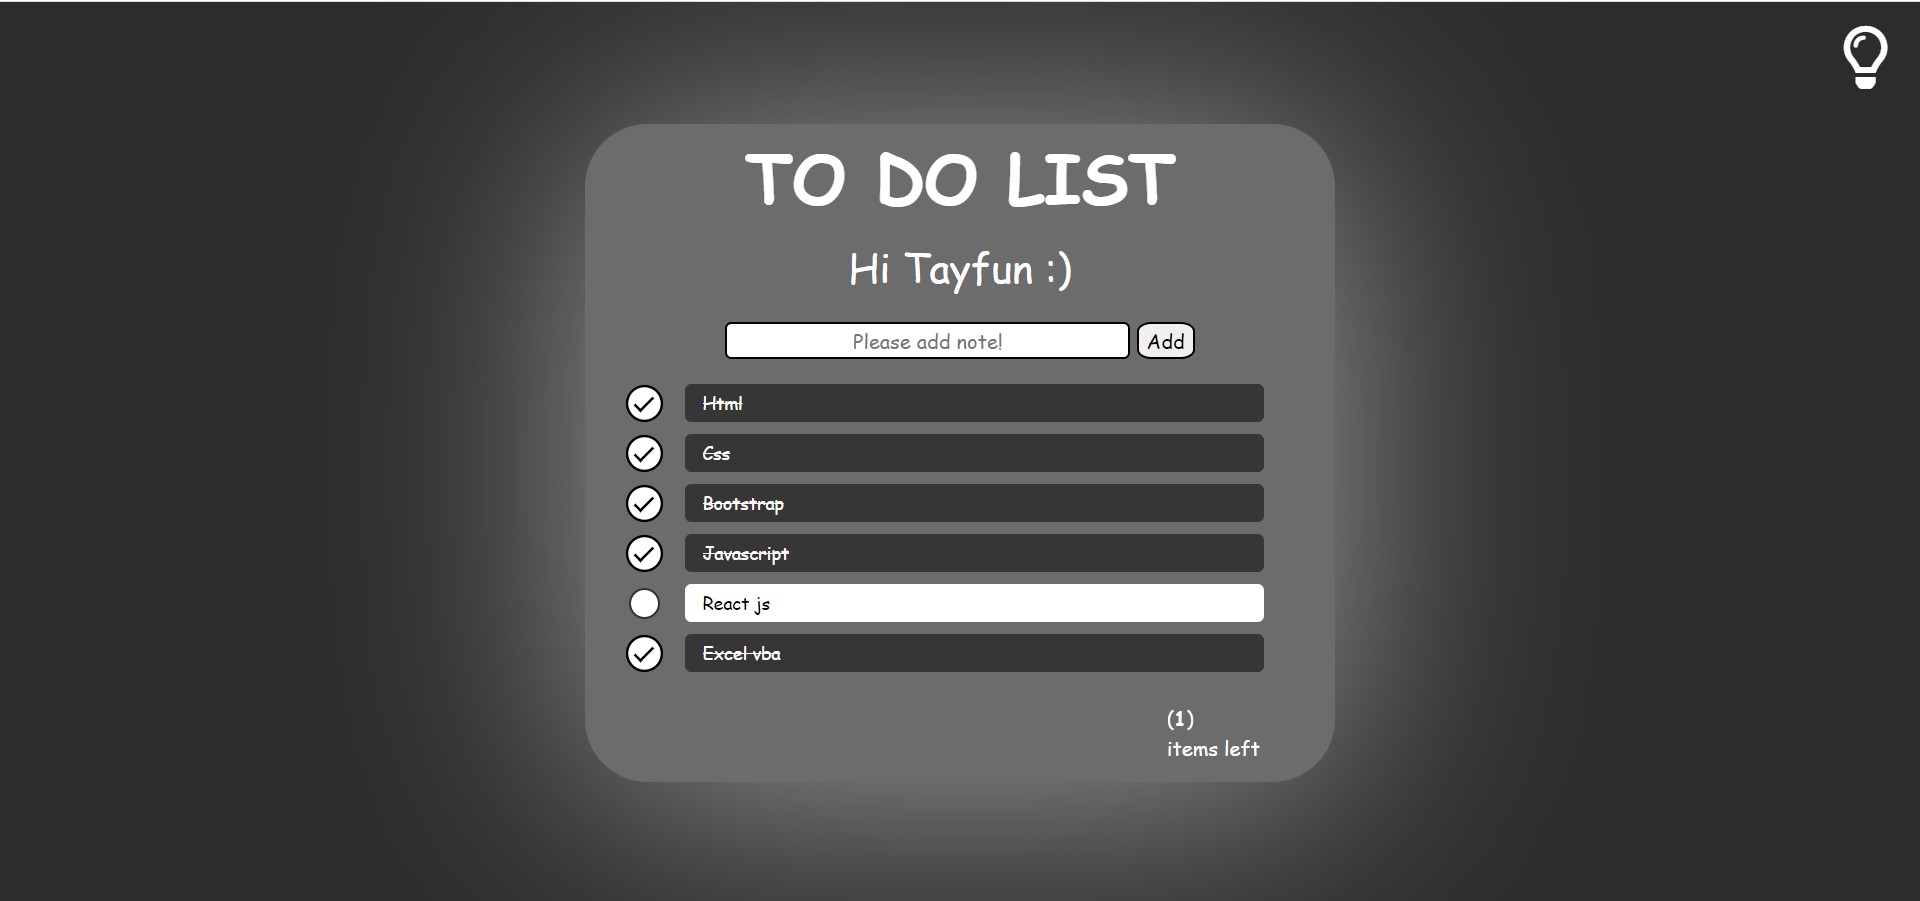 TO DO LIST
Hi Tayfun :)
Please add note!
Add
Html
Css
Bootstrap
Javascript
React js
Excel vba
(1)
items left